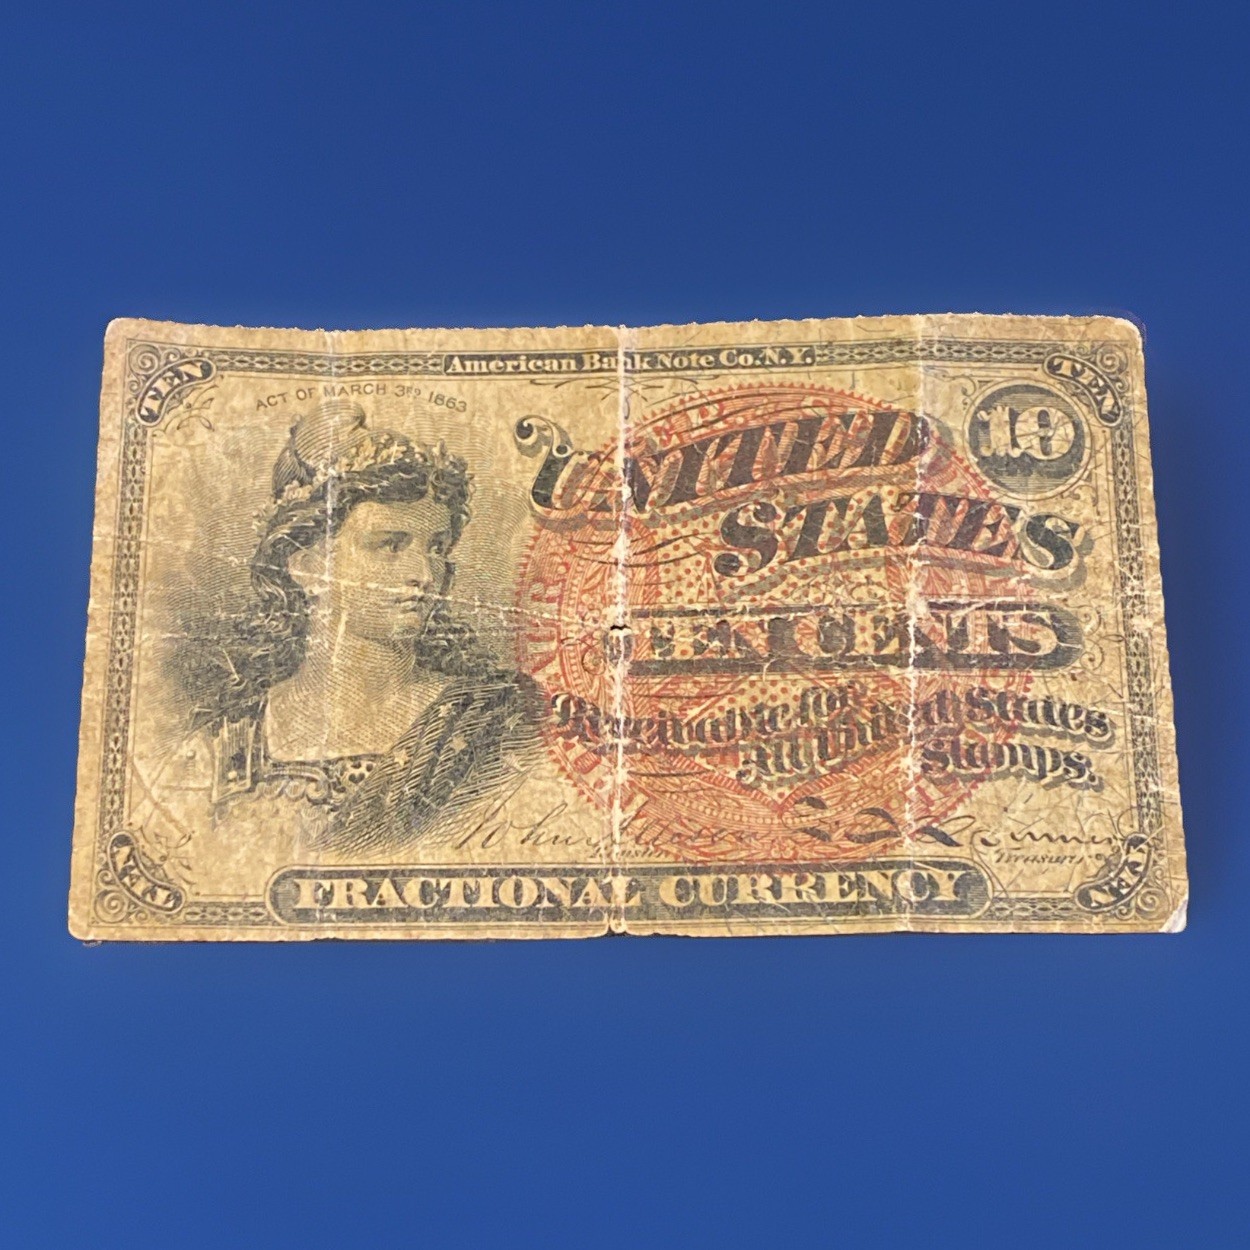 American Bank Note Co. N.Y.
TEN
TEN
ACT OF MARCH 3RD 1863
10
UNITED
STATES
TEN CENTS
Receivable for
All United States
Stamps.
Treasurer
FRACTIONAL CURRENCY
TEN
TEN